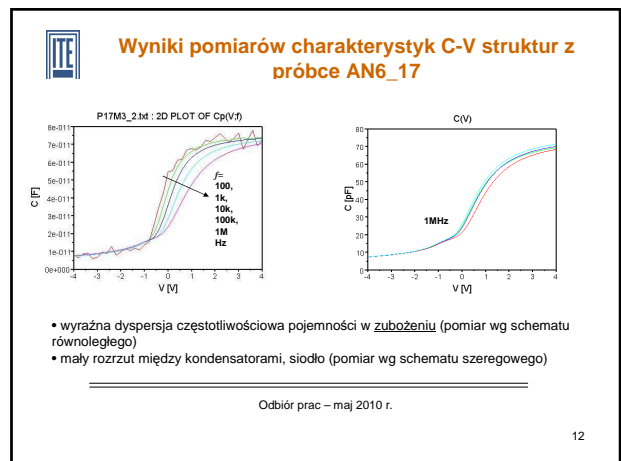 ITE
Wyniki pomiarów charakterystyk C-V struktur z
próbce AN6_17
P17M3_2.txt : 2D PLOT OF Cp(V;f)
8e-011
7e-011
6e-011
5e-011
4e-011
3e-011
2e-011
1e-011
0e+000
C [F]
f=
100,
1k,
10k,
100k,
1M
Hz
-4 -3 -2 -1 0 1 2 3 4
V [V]
C(V)
80
70
60
50
40
30
20
10
0
C [pF]
1MHz
-4 -3 -2 -1 0 1 2 3 4
V [V]
• wyraźna dyspersja częstotliwościowa pojemności w zubożeniu (pomiar wg schematu
równoległego)
• mały rozrzut między kondensatorami, siodło (pomiar wg schematu szeregowego)
Odbiór prac – maj 2010 r.
12